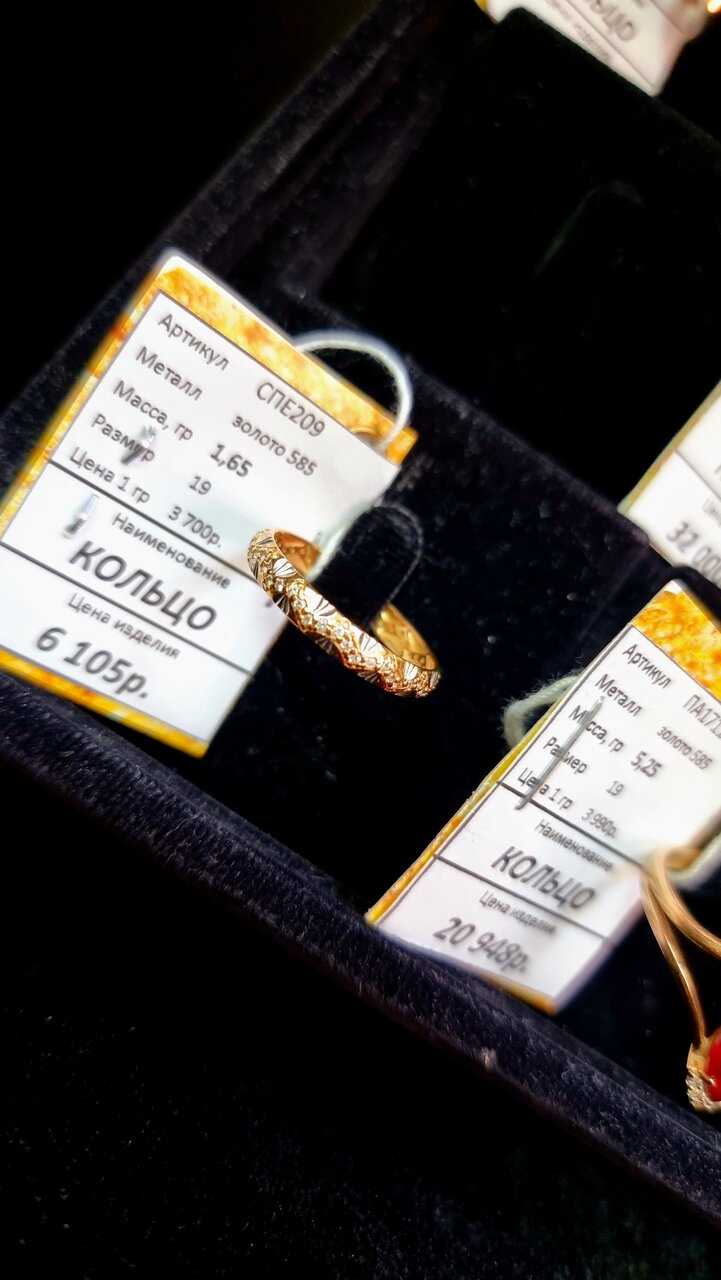 Артикул СПЕ209
Металл золото 585
Масса, гр 1,65
Размер 19
Цена 1 гр 3 700р.
Наименование
КОЛЬЦО
Цена изделия
6 105р.
Артикул
Металл золото 585
Масса, гр 5,25
Размер 19
Цена 1 гр 3 990р.
Наименование
КОЛЬЦО
Цена изделия
20 948р.